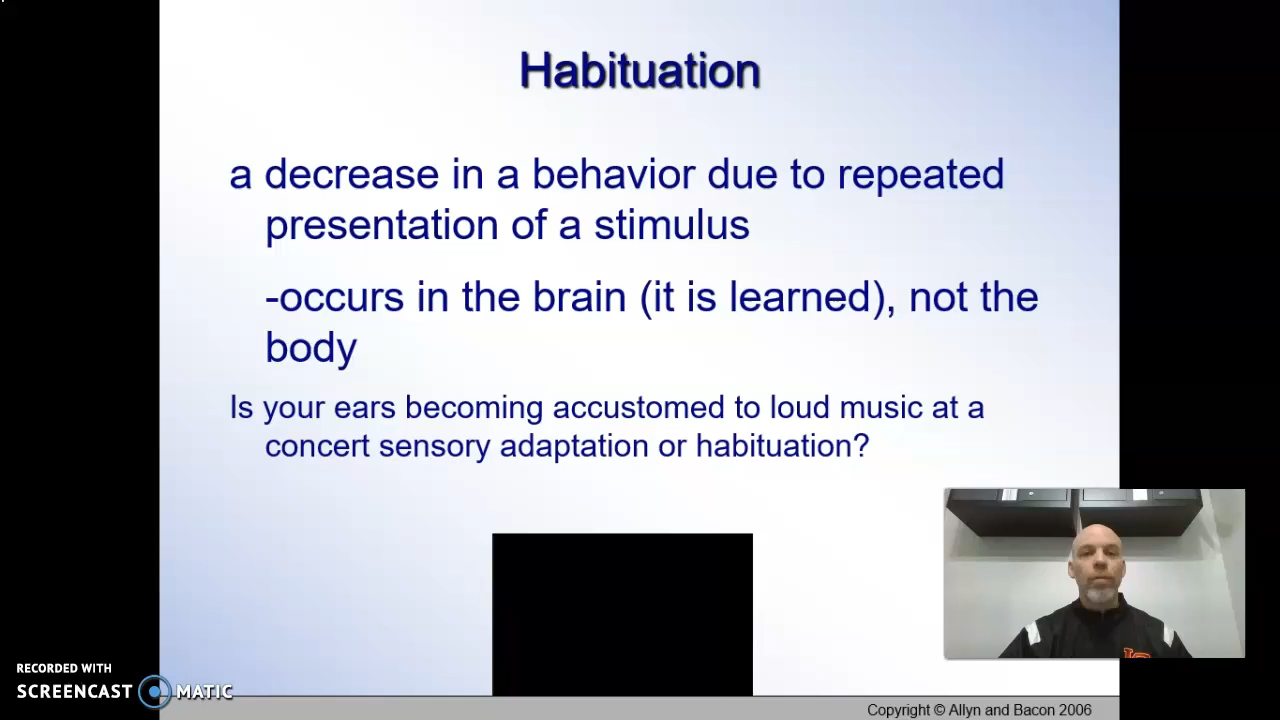 Habituation
a decrease in a behavior due to repeated
presentation of a stimulus
-occurs in the brain (it is learned), not the
body
Is your ears becoming accustomed to loud music at a
concert sensory adaptation or habituation?
RECORDED WITH
SCREENCAST MATIC
Copyright © Allyn and Bacon 2006